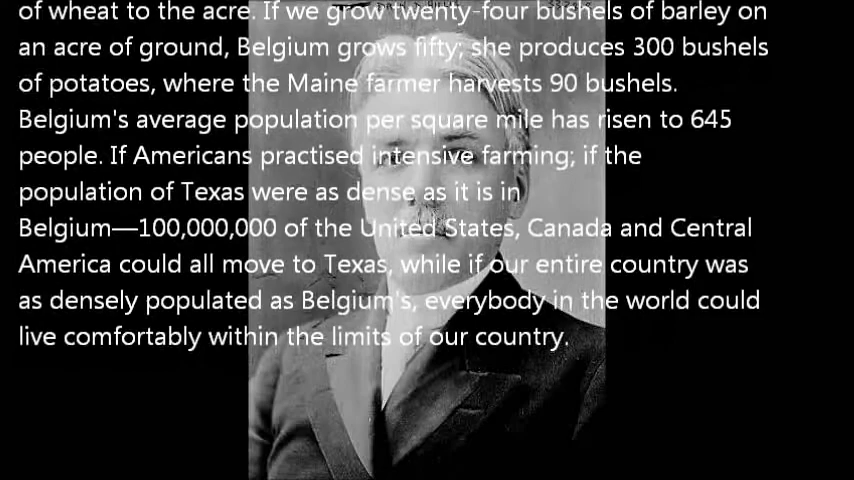 of wheat to the acre. If we grow twenty-four bushels of barley on
an acre of ground, Belgium grows fifty; she produces 300 bushels
of potatoes, where the Maine farmer harvests 90 bushels.
Belgium's average population per square mile has risen to 645
people. If Americans practised intensive farming; if the
population of Texas were as dense as it is in
Belgium—100,000,000 of the United States, Canada and Central
America could all move to Texas, while if our entire country was
as densely populated as Belgium's, everybody in the world could
live comfortably within the limits of our country.